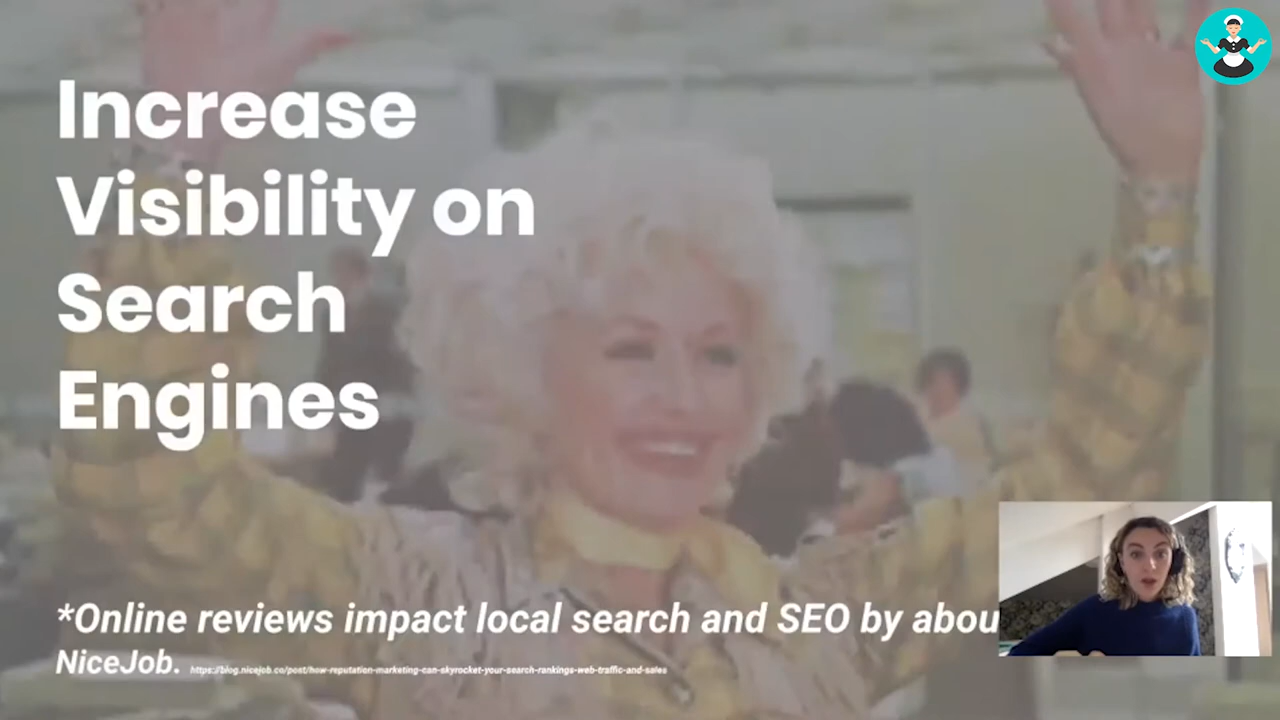 Increase
Visibility on
Search
Engines
*Online reviews impact local search and SEO by abou
NiceJob. https://blog.nicejob.co/post/how-reputation-marketing-can-skyrocket-your-search-rankings-web-traffic-and-sales